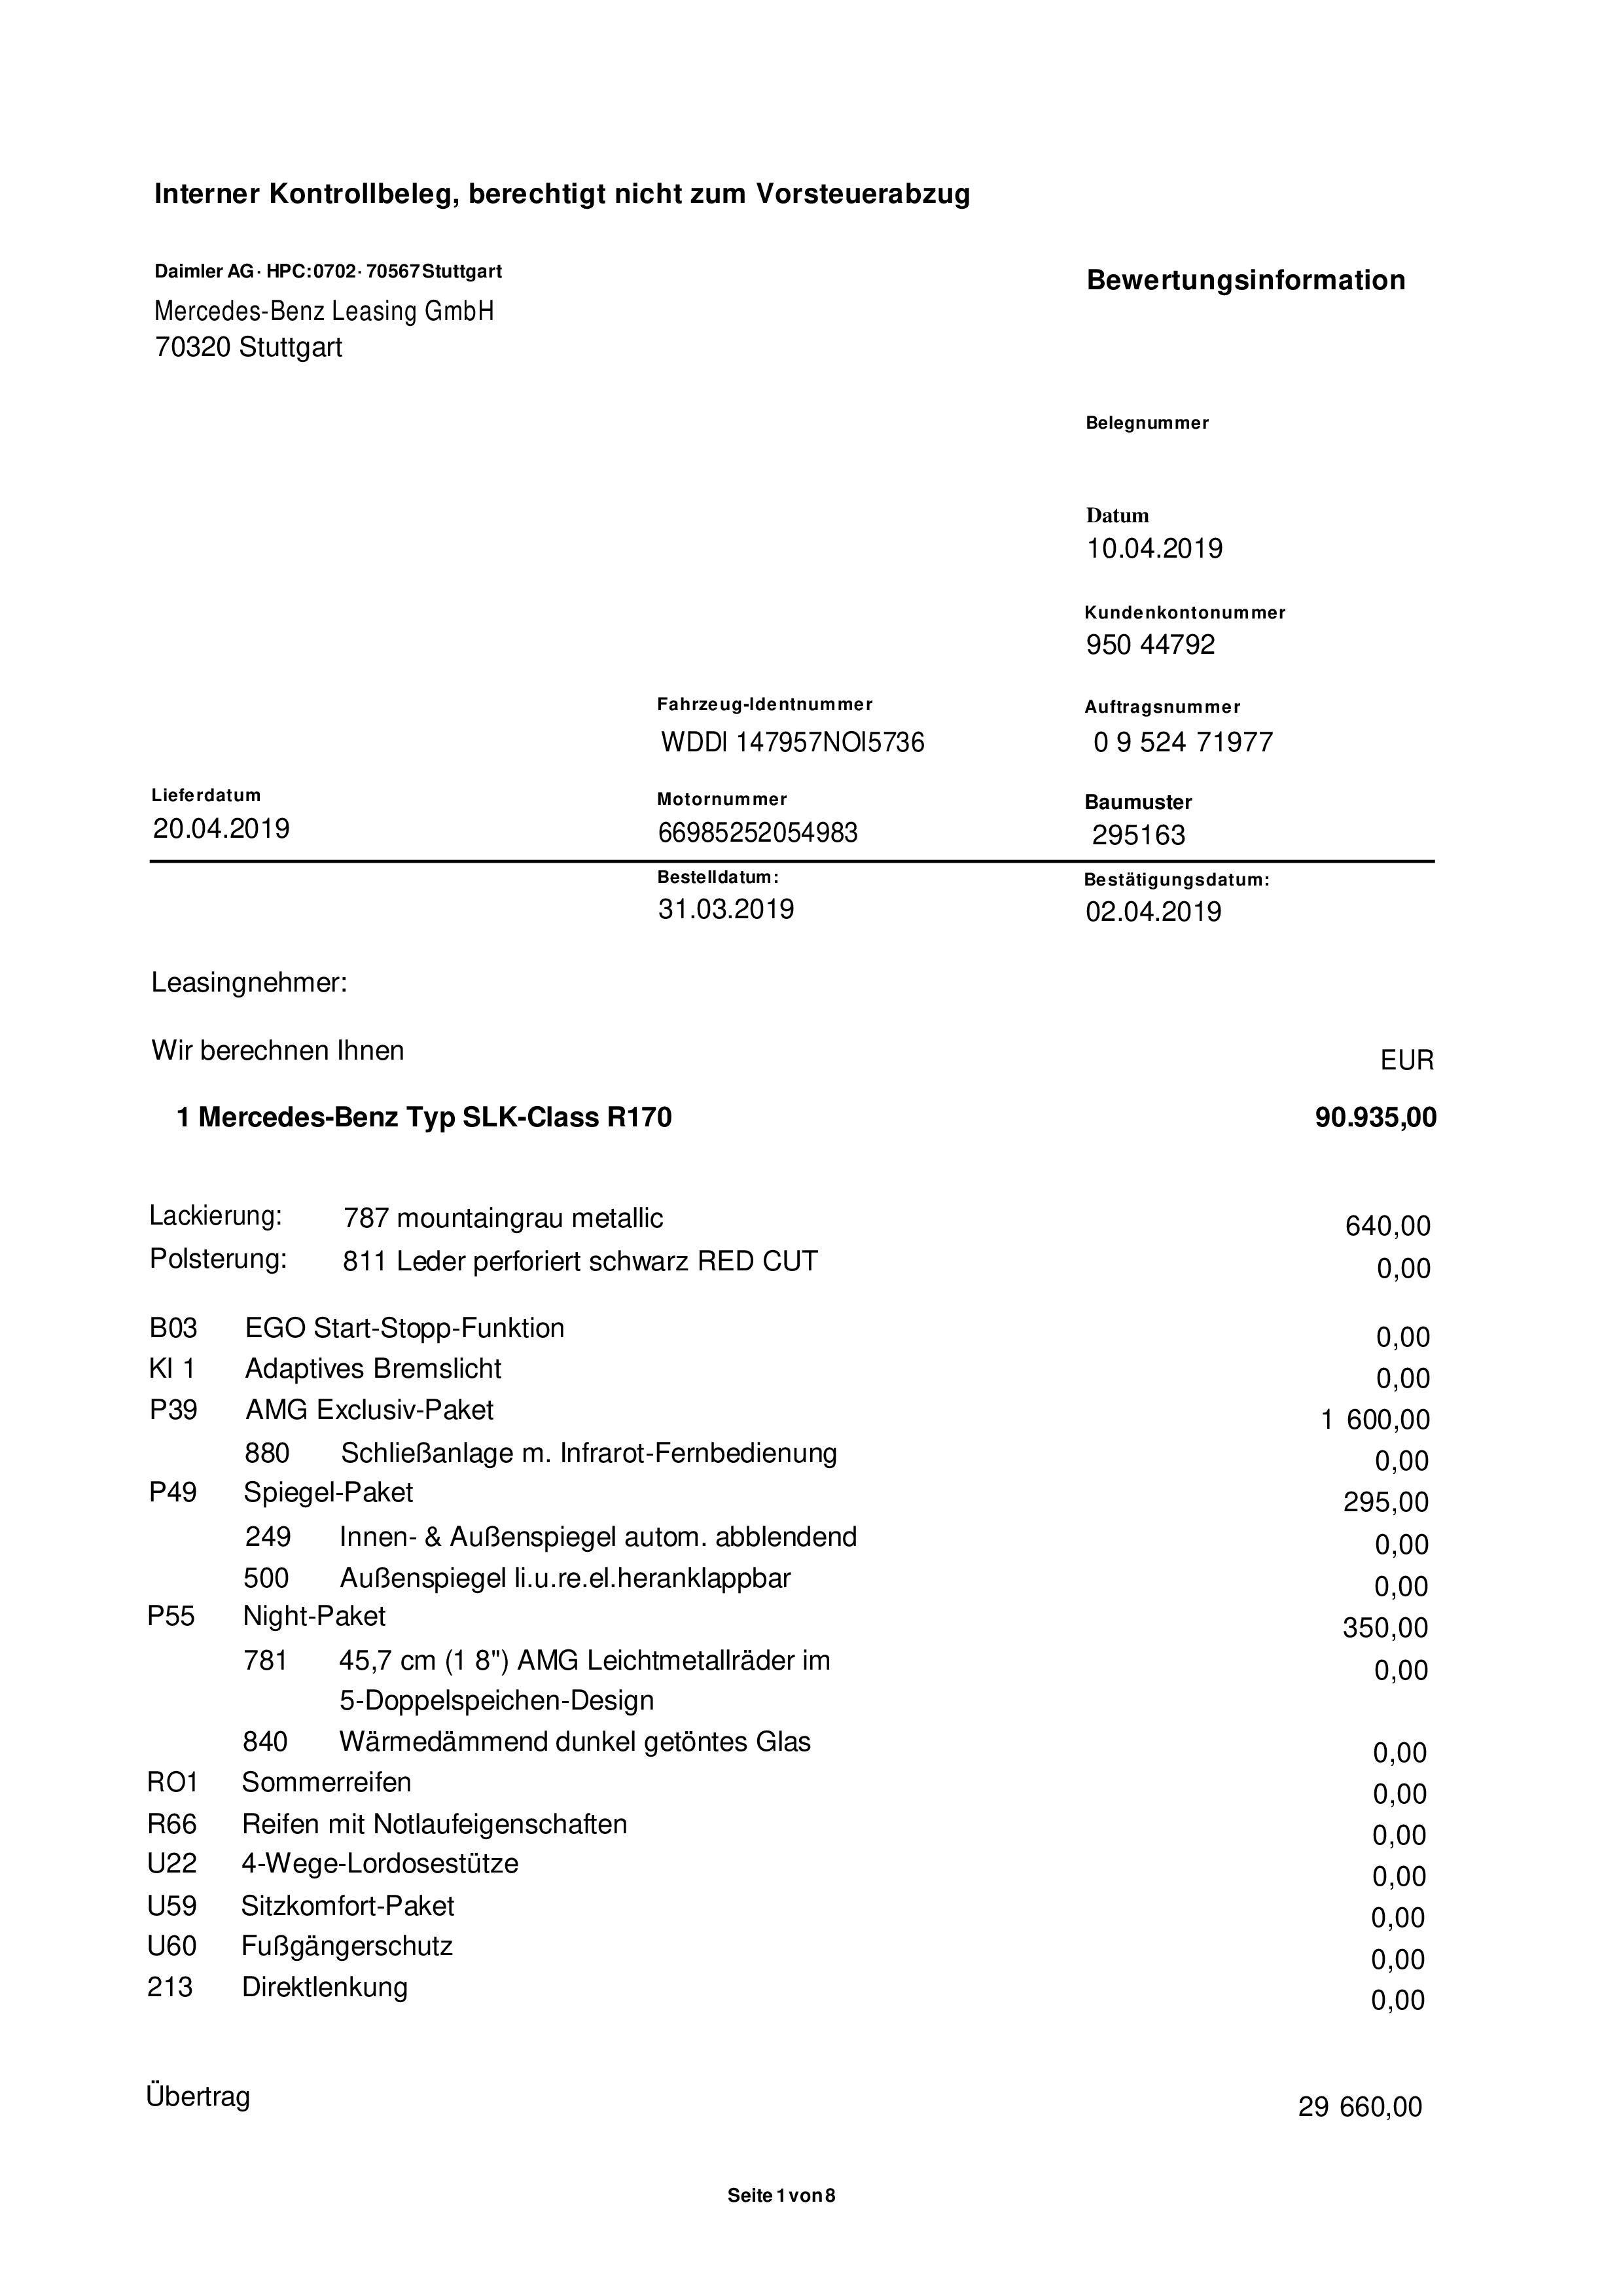 Interner Kontrollbeleg, berechtigt nicht zum Vorsteuerabzug
Daimler AG · HPC:0702 · 70567 Stuttgart
Bewertungsinformation
Mercedes-Benz Leasing GmbH
70320 Stuttgart
Belegnummer
Datum
10.04.2019
Kundenkontonummer
950 44792
Fahrzeug-Identnummer Auftragsnummer
WDDI 147957NOI5736 0 9 524 71977
Lieferdatum Motornummer Baumuster
20.04.2019 66985252054983 295163
Bestelldatum: Bestätigungsdatum:
31.03.2019 02.04.2019
Leasingnehmer:
Wir berechnen Ihnen EUR
1 Mercedes-Benz Typ SLK-Class R170 90.935,00
Lackierung: 787 mountaingrau metallic 640,00
Polsterung: 811 Leder perforiert schwarz RED CUT 0,00
B03 EGO Start-Stopp-Funktion 0,00
KI 1 Adaptives Bremslicht 0,00
P39 AMG Exclusiv-Paket 1 600,00
880 Schließanlage m. Infrarot-Fernbedienung 0,00
P49 Spiegel-Paket 295,00
249 Innen- & Außenspiegel autom. abblendend 0,00
500 Außenspiegel li.u.re.el.heranklappbar 0,00
P55 Night-Paket 350,00
781 45,7 cm (1 8") AMG Leichtmetallräder im 0,00
5-Doppelspeichen-Design
840 Wärmedämmend dunkel getöntes Glas 0,00
RO1 Sommerreifen 0,00
R66 Reifen mit Notlaufeigenschaften 0,00
U22 4-Wege-Lordosestütze 0,00
U59 Sitzkomfort-Paket 0,00
U60 Fußgängerschutz 0,00
213 Direktlenkung 0,00
Übertrag 29 660,00
Seite 1 von 8